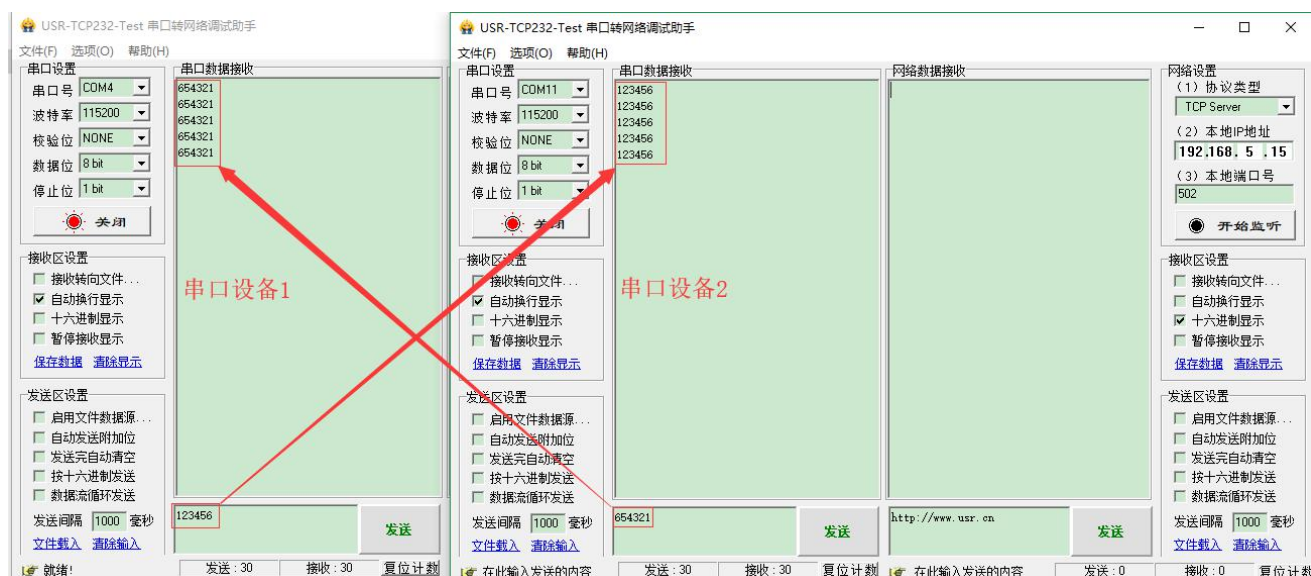 USR-TCP232-Test 串口转网络调试助手
文件(F) 选项(O) 帮助(H)
串口设置
串口号 COM4
波特率 115200
校验位 NONE
数据位 8 bit
停止位 1 bit
关闭
接收区设置
接收转向文件...
自动换行显示
十六进制显示
暂停接收显示
保存数据 清除显示
发送区设置
启用文件数据源...
自动发送附加位
发送完自动清空
按十六进制发送
数据流循环发送
发送间隔 1000 毫秒
文件载入 清除输入
串口数据接收
654321
654321
654321
654321
654321
串口设备1
123456
发送
就绪! 发送 : 30 接收 : 30 复位计数
USR-TCP232-Test 串口转网络调试助手
文件(F) 选项(O) 帮助(H)
串口设置
串口号 COM11
波特率 115200
校验位 NONE
数据位 8 bit
停止位 1 bit
关闭
接收区设置
接收转向文件...
自动换行显示
十六进制显示
暂停接收显示
保存数据 清除显示
发送区设置
启用文件数据源...
自动发送附加位
发送完自动清空
按十六进制发送
数据流循环发送
发送间隔 1000 毫秒
文件载入 清除输入
串口数据接收
123456
123456
123456
123456
123456
串口设备2
654321
发送
网络数据接收
http://www.usr.cn
发送
网络设置
(1) 协议类型
TCP Server
(2) 本地IP地址
192.168. 5 .15
(3) 本地端口号
502
开始监听
接收区设置
接收转向文件...
自动换行显示
十六进制显示
暂停接收显示
保存数据 清除显示
发送区设置
启用文件数据源...
自动发送附加位
发送完自动清空
按十六进制发送
数据流循环发送
发送间隔 1000 毫秒
文件载入 清除输入
在此输入发送的内容 发送 : 30 接收 : 30 复位计数
在此输入发送的内容 发送 : 0 接收 : 0 复位计数